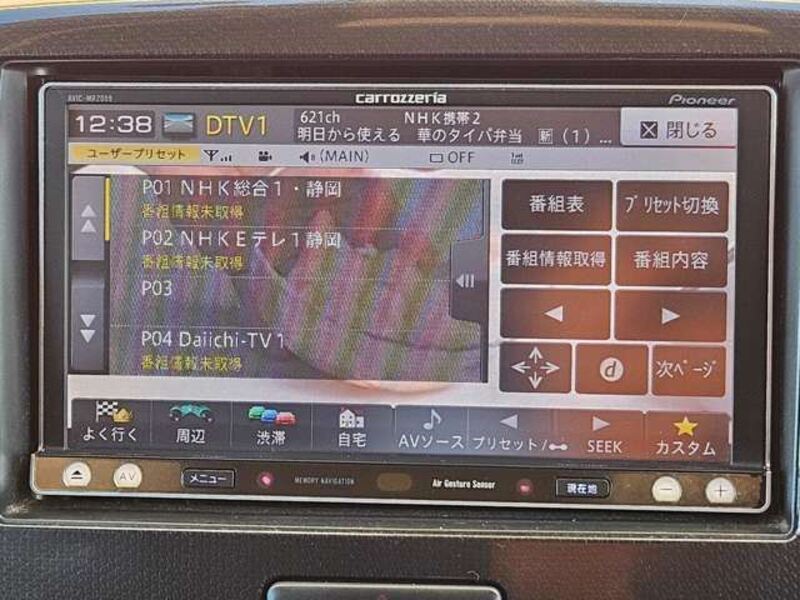 AVIC-MRZ099 carrozzeria Pioneer
12:38 DTV1 621ch NHK携帯2
明日から使える 華のタイパ弁当 新 (1) … 閉じる
ユーザープリセット (MAIN) OFF
P01 NHK総合1・静岡
番組情報未取得
P02 NHKEテレ1静岡
番組情報未取得
P03
P04 Daiichi-TV1
番組情報未取得
番組表 プリセット切換
番組情報取得 番組内容
d 次ページ
よく行く 周辺 渋滞 自宅 AVソース プリセット/ SEEK カスタム
AV メニュー MEMORY NAVIGATION Air Gesture Sensor 現在地